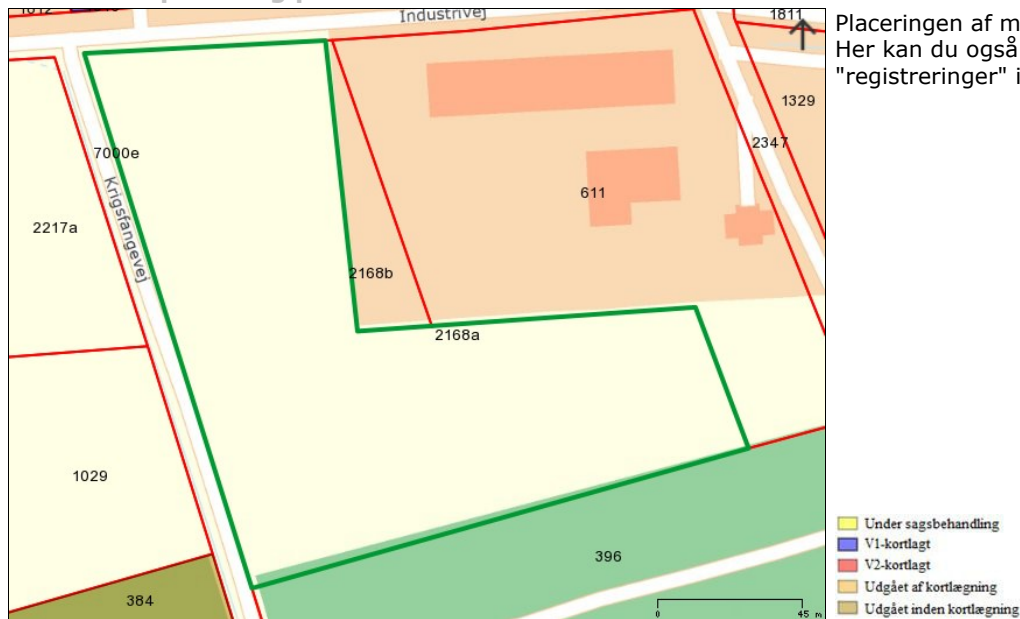 Industrivej
1811
Placeringen af m
Her kan du også
"registreringer" i
1329
7000e
2347
Krigsfangevej
611
2217a
2168b
2168a
1029
Under sagsbehandling
V1-kortlagt
396
V2-kortlagt
Udgået af kortlægning
384
0
45 m
Udgået inden kortlægning